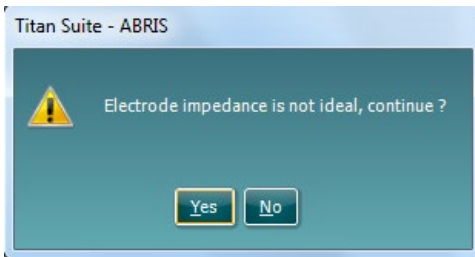 Titan Suite - ABRIS
Electrode impedance is not ideal, continue ?
Yes No